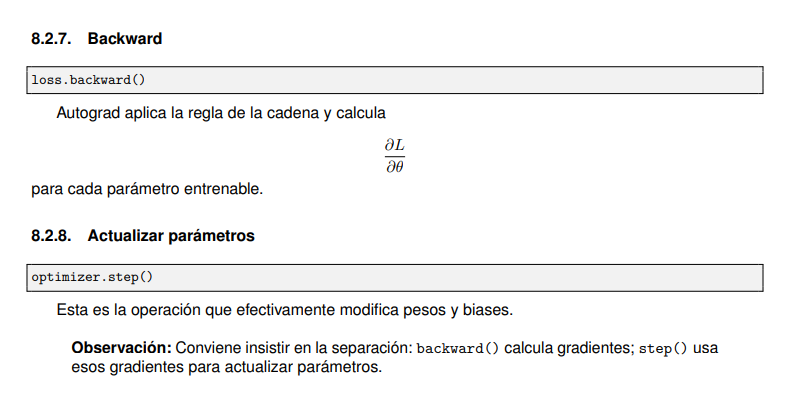 8.2.7. Backward
loss.backward()
Autograd aplica la regla de la cadena y calcula
∂L
∂θ
para cada parámetro entrenable.
8.2.8. Actualizar parámetros
optimizer.step()
Esta es la operación que efectivamente modifica pesos y biases.
Observación: Conviene insistir en la separación: backward() calcula gradientes; step() usa
esos gradientes para actualizar parámetros.